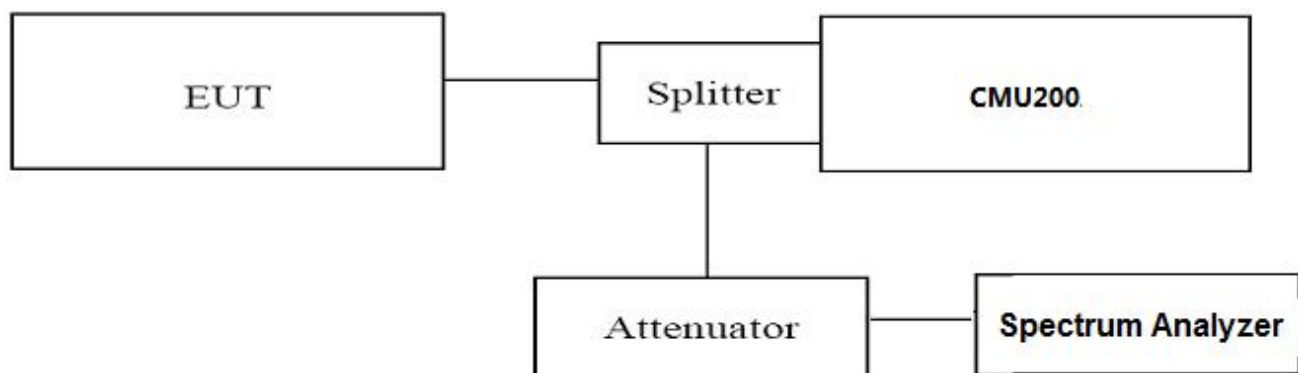 EUT
Splitter
CMU200.
Attenuator
Spectrum Analyzer